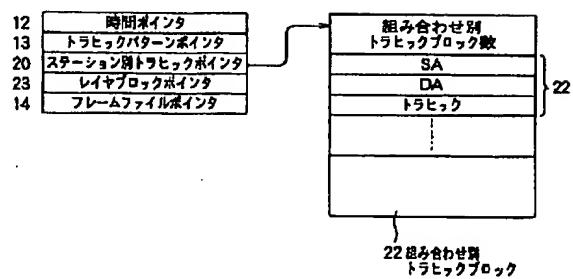 12 時間ポインタ
13 トラヒックパターンポインタ
20 ステーション別トラヒックポインタ
23 レイヤブロックポインタ
14 フレームファイルポインタ
組み合わせ別
トラヒックブロック数
SA
DA
トラヒック
22
22 組み合わせ別
トラヒックブロック